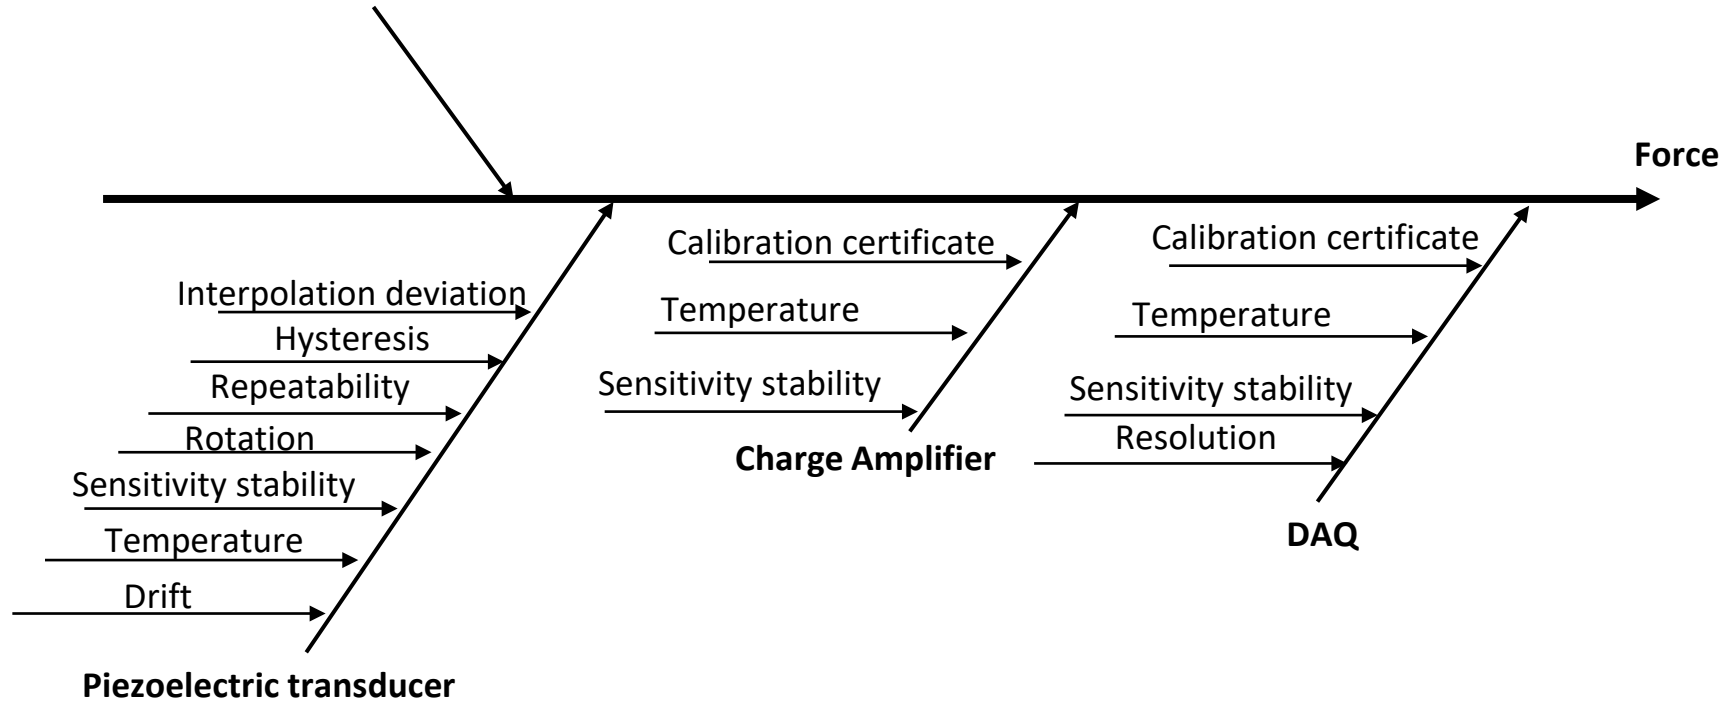 Force
Interpolation deviation
Hysteresis
Repeatability
Rotation
Sensitivity stability
Temperature
Drift
Piezoelectric transducer
Calibration certificate
Temperature
Sensitivity stability
Charge Amplifier
Calibration certificate
Temperature
Sensitivity stability
Resolution
DAQ